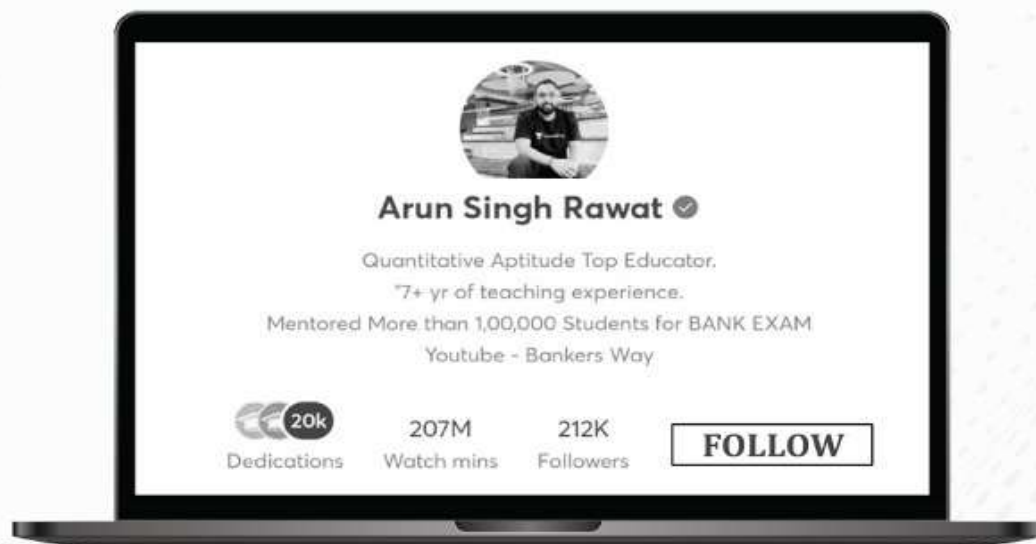 Arun Singh Rawat
Quantitative Aptitude Top Educator.
"7+ yr of teaching experience.
Mentored More than 1,00,000 Students for BANK EXAM
Youtube - Bankers Way
20k
207M
212K
FOLLOW
Dedications
Watch mins
Followers